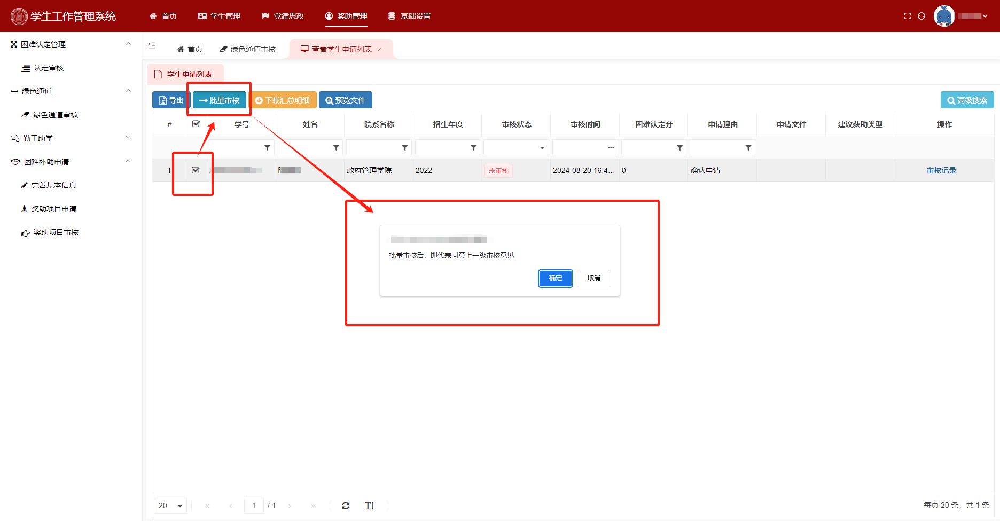 学生工作管理系统
首页 学生管理 党建思政 奖助管理 基础设置
困难认定管理
认定审核
绿色通道
绿色通道审核
勤工助学
困难补助申请
完善基本信息
奖助项目申请
奖助项目审核
首页 绿色通道审核 查看学生申请列表 ×
学生申请列表
导出 批量审核 下载汇总明细 预览文件 高级搜索
# 学号 姓名 院系名称 招生年度 审核状态 审核时间 困难认定分 申请理由 申请文件 建议获助类型 操作
1 政府管理学院 2022 未审核 2024-08-20 16:4... 0 确认申请 审核记录
批量审核后，即代表同意上一级审核意见
确定 取消
20 « ‹ 1 / 1 › » 每页 20 条，共 1 条